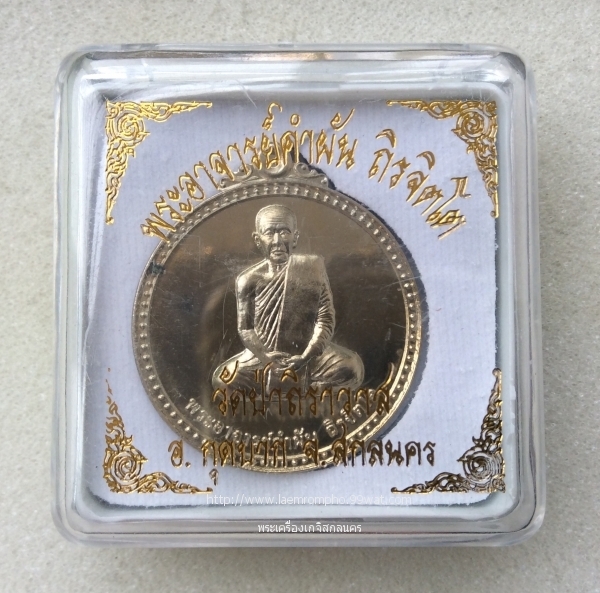 พระอาจารย์คำผัน ถิรจิตโต
วัดป่าถิราวาส
อ. กุดบาก จ. สกลนคร
พระเครื่องเกจิสกลนคร